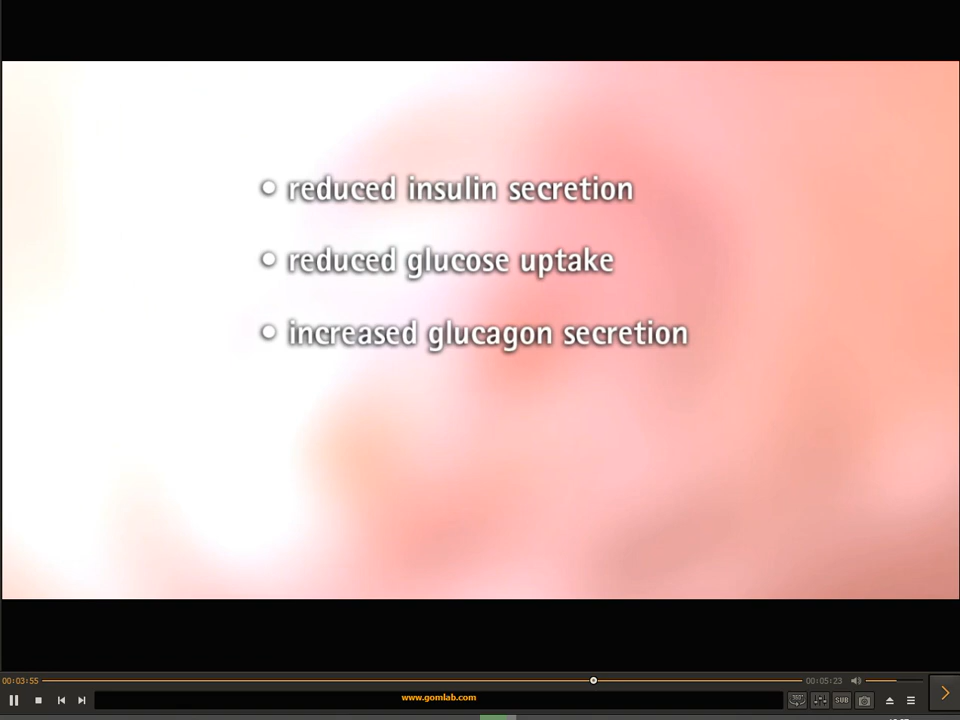 • reduced insulin secretion
• reduced glucose uptake
• increased glucagon secretion
00:03:55
00:05:23
www.gomlab.com
360°
SUB